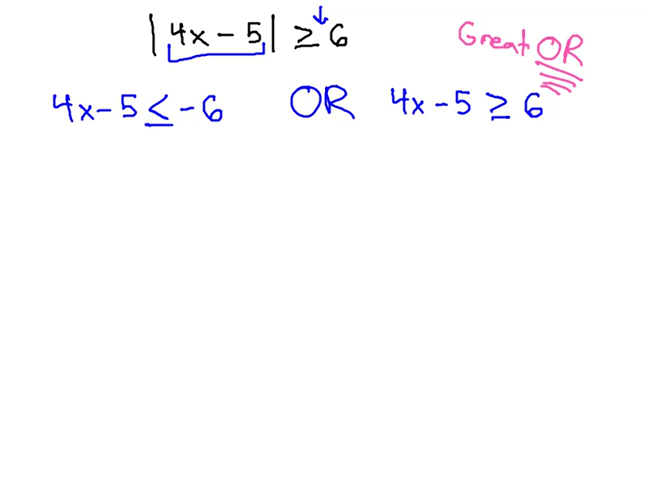 |4x - 5| ≥ 6
Great OR
4x - 5 ≤ -6 OR 4x - 5 ≥ 6